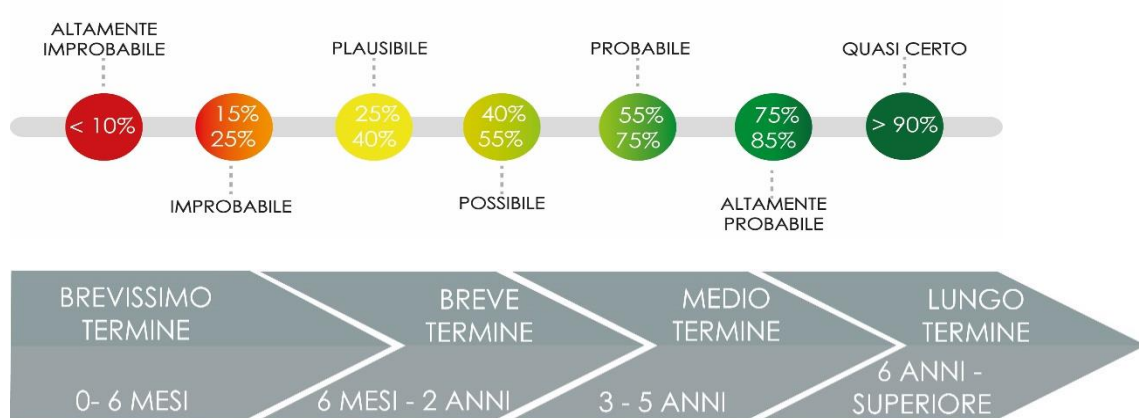 ALTAMENTE
IMPROBABILE
PLAUSIBILE
PROBABILE
QUASI CERTO
< 10%
15%
25%
25%
40%
40%
55%
55%
75%
75%
85%
> 90%
IMPROBABILE
POSSIBILE
ALTAMENTE
PROBABILE
BREVISSIMO
TERMINE
BREVE
TERMINE
MEDIO
TERMINE
LUNGO
TERMINE
0- 6 MESI
6 MESI - 2 ANNI
3 - 5 ANNI
6 ANNI -
SUPERIORE